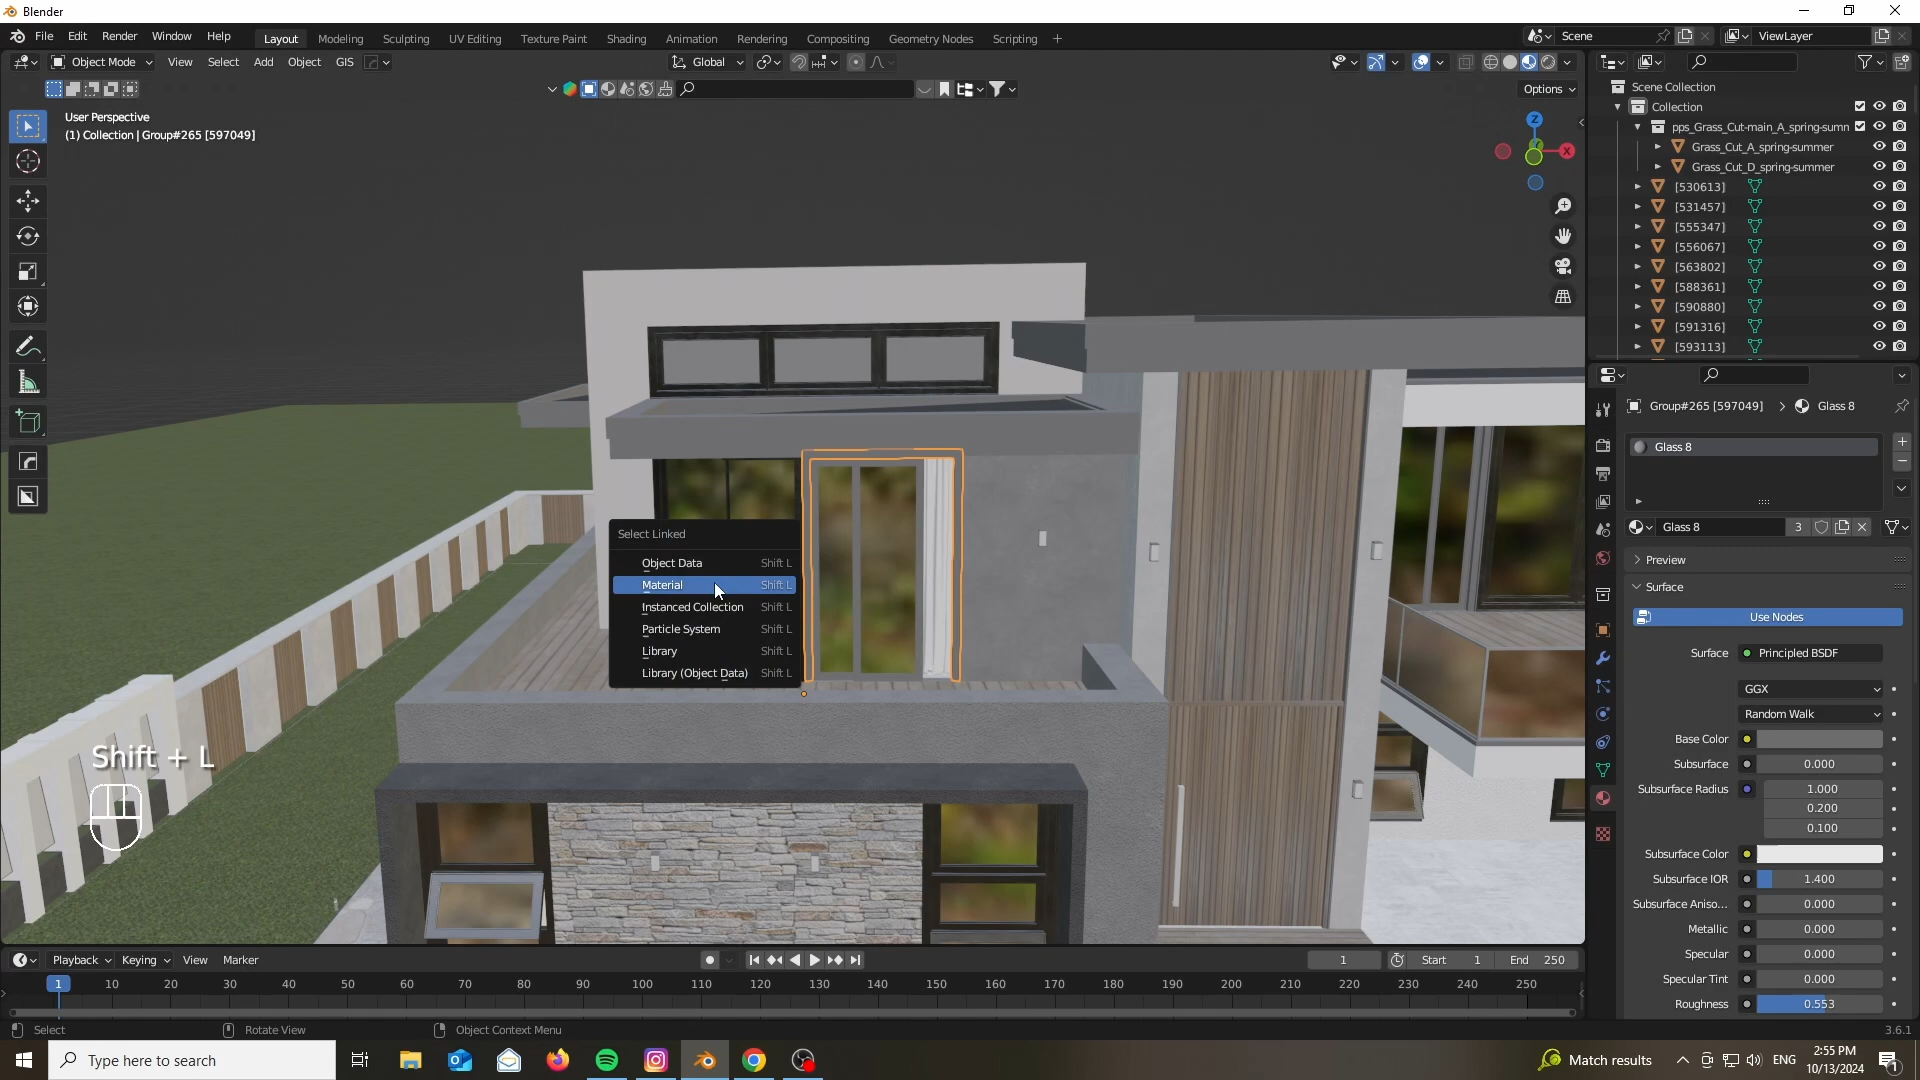 Blender
File Edit Render Window Help
Layout Modeling Sculpting UV Editing Texture Paint Shading Animation Rendering Compositing Geometry Nodes Scripting +
Scene
ViewLayer
Object Mode View Select Add Object GIS
Global
Options
User Perspective
(1) Collection | Group#265 [597049]
Z
X
Scene Collection
Collection
pps_Grass_Cut-main_A_spring-sumn
Grass_Cut_A_spring-summer
Grass_Cut_D_spring-summer
[530613]
[531457]
[555347]
[556067]
[563802]
[588361]
[590880]
[591316]
[593113]
Group#265 [597049] > Glass 8
Glass 8
Glass 8 3
Preview
Surface
Use Nodes
Surface Principled BSDF
GGX
Random Walk
Base Color
Subsurface 0.000
Subsurface Radius 1.000
0.200
0.100
Subsurface Color
Subsurface IOR 1.400
Subsurface Aniso... 0.000
Metallic 0.000
Specular 0.000
Specular Tint 0.000
Roughness 0.553
Select Linked
Object Data Shift L
Material Shift L
Instanced Collection Shift L
Particle System Shift L
Library Shift L
Library (Object Data) Shift L
Shift + L
Playback Keying View Marker
1 Start 1 End 250
1 10 20 30 40 50 60 70 80 90 100 110 120 130 140 150 160 170 180 190 200 210 220 230 240 250
Select Rotate View Object Context Menu
3.6.1
Type here to search
Match results
ENG
2:55 PM
10/13/2024
1